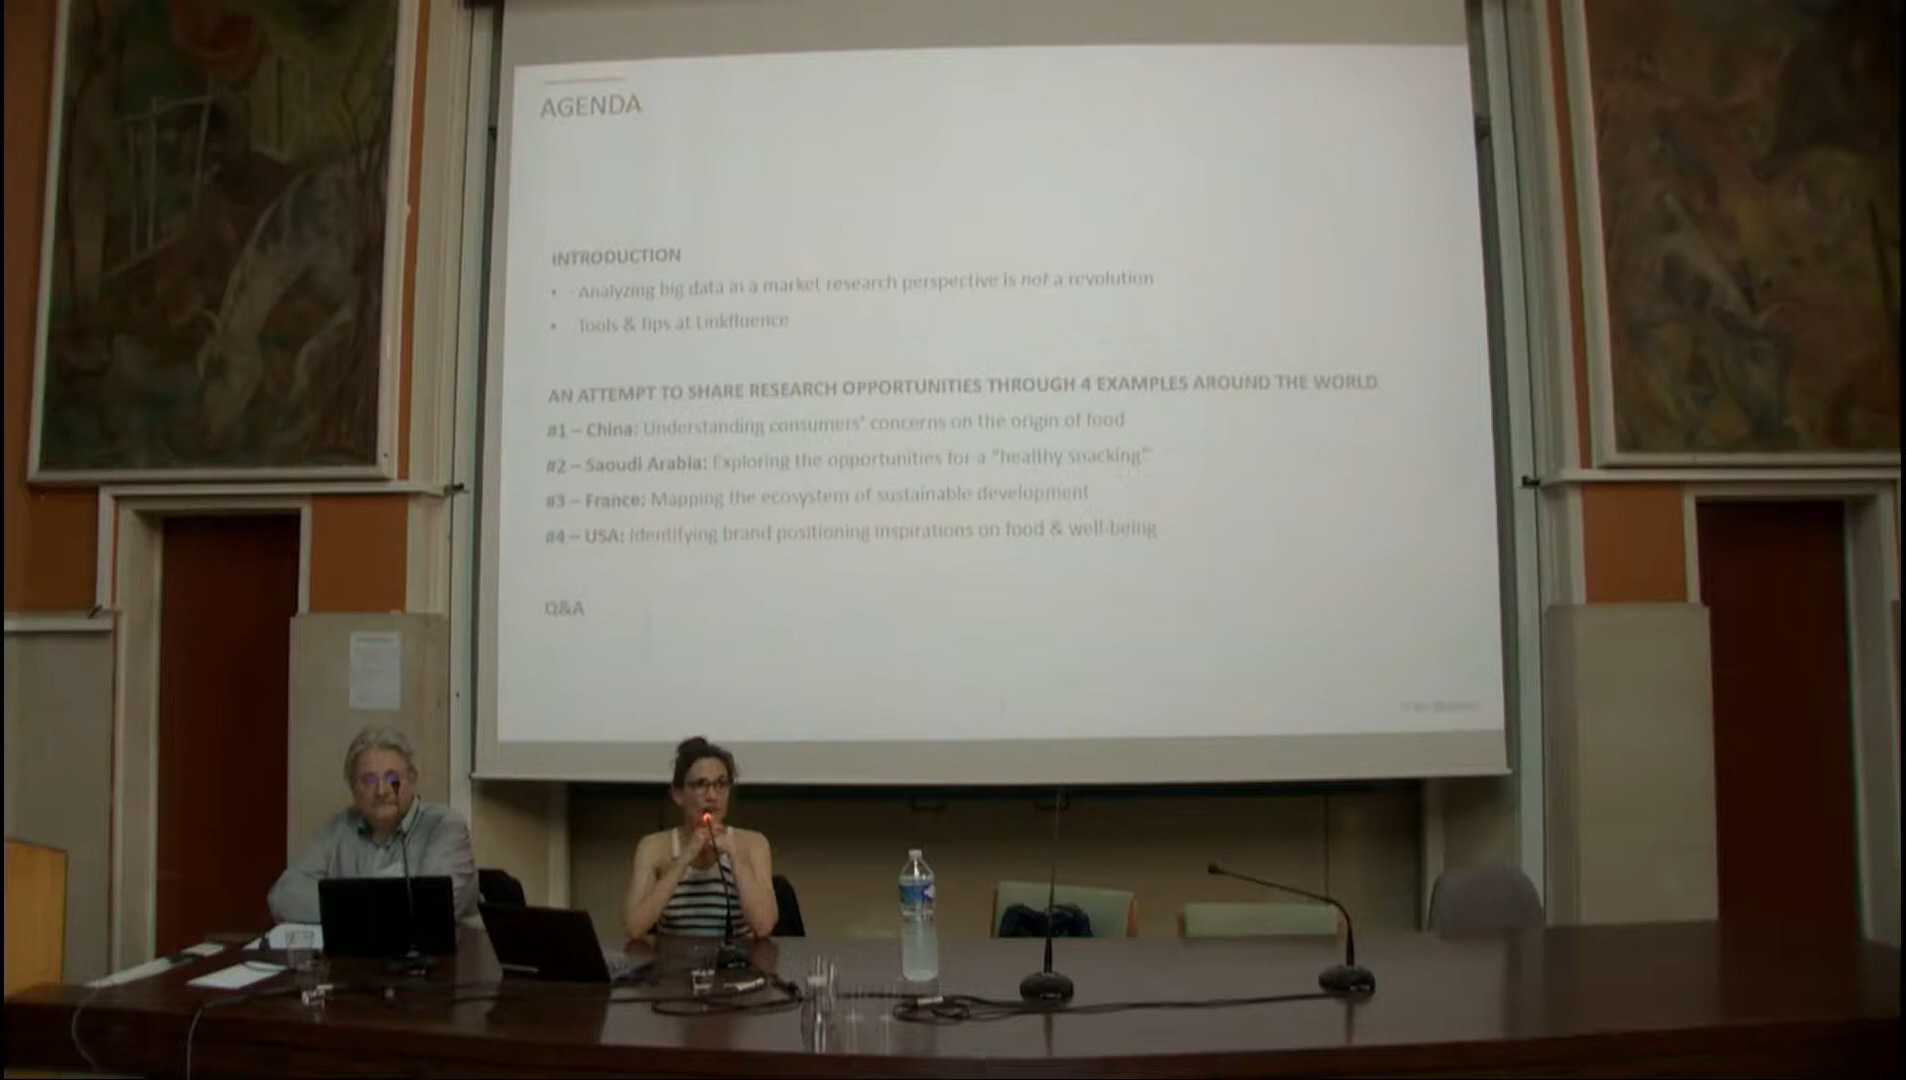 AGENDA
INTRODUCTION
• Analyzing big data in a market research perspective is not a revolution
• Tools & tips at Linkfluence
AN ATTEMPT TO SHARE RESEARCH OPPORTUNITIES THROUGH 4 EXAMPLES AROUND THE WORLD
#1 – China: Understanding consumers' concerns on the origin of food
#2 – Saoudi Arabia: Exploring the opportunities for a "healthy snacking"
#3 – France: Mapping the ecosystem of sustainable development
#4 – USA: Identifying brand positioning inspirations on food & well-being
Q&A